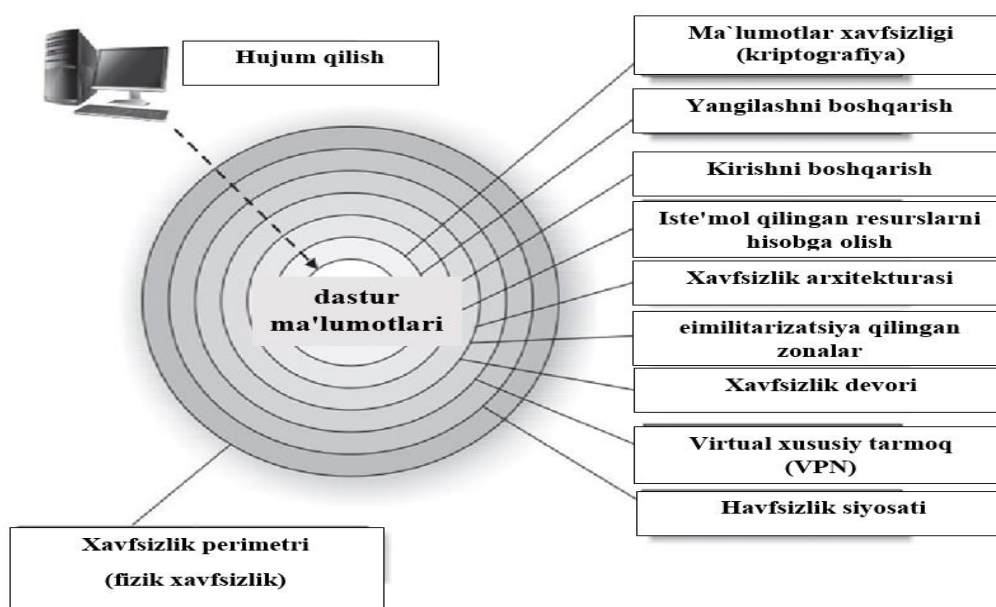 Hujum qilish
Ma`lumotlar xavfsizligi
(kriptografiya)
Yangilashni boshqarish
Kirishni boshqarish
Iste'mol qilingan resurslarni
hisobga olish
Xavfsizlik arxitekturasi
eimilitarizatsiya qilingan
zonalar
Xavfsizlik devori
Virtual xususiy tarmoq
(VPN)
Havfsizlik siyosati
dastur
ma'lumotlari
Xavfsizlik perimetri
(fizik xavfsizlik)